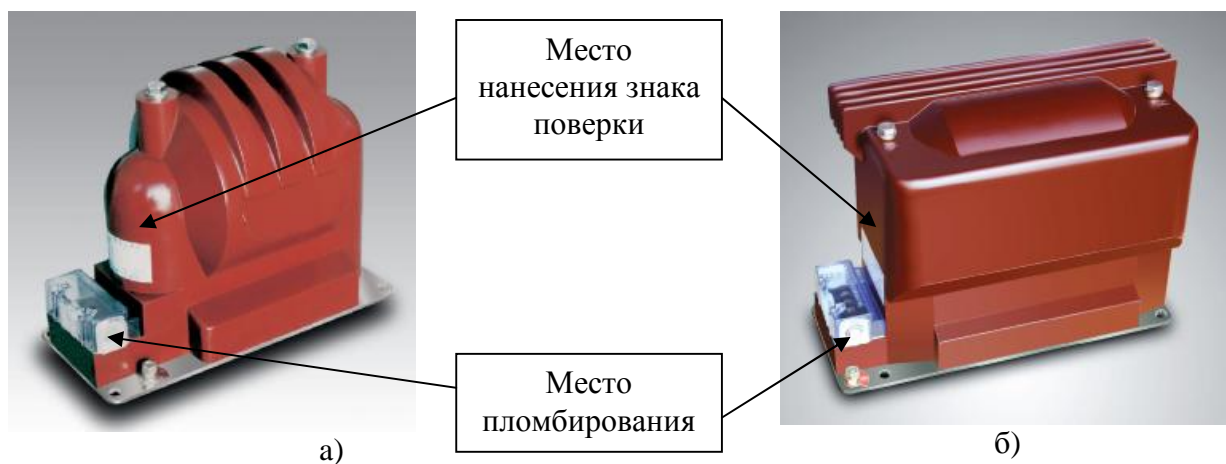 Место
нанесения знака
поверки
Место
пломбирования
а)
б)